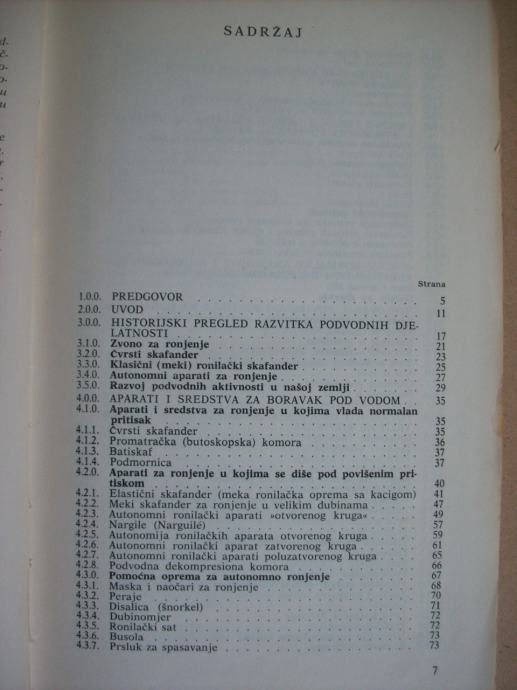 SADRŽAJ
Strana
1.0.0. PREDGOVOR . . . . . 5
2.0.0. UVOD . . . . . 11
3.0.0. HISTORIJSKI PREGLED RAZVITKA PODVODNIH DJE-
LATNOSTI . . . . . 17
3.1.0. Zvono za ronjenje . . . . . 21
3.2.0. Čvrsti skafander . . . . . 23
3.3.0. Klasični (meki) ronilački skafander . . . . . 25
3.4.0. Autonomni aparati za ronjenje . . . . . 27
3.5.0. Razvoj podvodnih aktivnosti u našoj zemlji . . . . . 29
4.0.0. APARATI I SREDSTVA ZA BORAVAK POD VODOM . 35
4.1.0. Aparati i sredstva za ronjenje u kojima vlada normalan
pritisak . . . . . 35
4.1.1. Čvrsti skafander . . . . . 35
4.1.2. Promatračka (butoskopska) komora . . . . . 36
4.1.3. Batiskaf . . . . . 37
4.1.4. Podmornica . . . . . 37
4.2.0. Aparati za ronjenje u kojima se diše pod povišenim pri-
tiskom . . . . . 40
4.2.1. Elastični skafander (meka ronilačka oprema sa kacigom) 41
4.2.2. Meki skafander za ronjenje u velikim dubinama . . . . . 47
4.2.3. Autonomni ronilački aparati »otvorenog kruga« . . . . . 49
4.2.4. Nargile (Narguilé) . . . . . 57
4.2.5. Autonomija ronilačkih aparata otvorenog kruga . . . . . 59
4.2.6. Autonomni ronilački aparat zatvorenog kruga . . . . . 61
4.2.7. Autonomni ronilački aparati poluzatvorenog kruga . . . . . 65
4.2.8. Podvodna dekompresiona komora . . . . . 66
4.3.0. Pomoćna oprema za autonomno ronjenje . . . . . 67
4.3.1. Maska i naočari za ronjenje . . . . . 68
4.3.2. Peraje . . . . . 70
4.3.3. Disalica (šnorkel) . . . . . 71
4.3.4. Dubinomjer . . . . . 72
4.3.5. Ronilački sat . . . . . 72
4.3.6. Busola . . . . . 73
4.3.7. Prsluk za spasavanje . . . . . 73
7